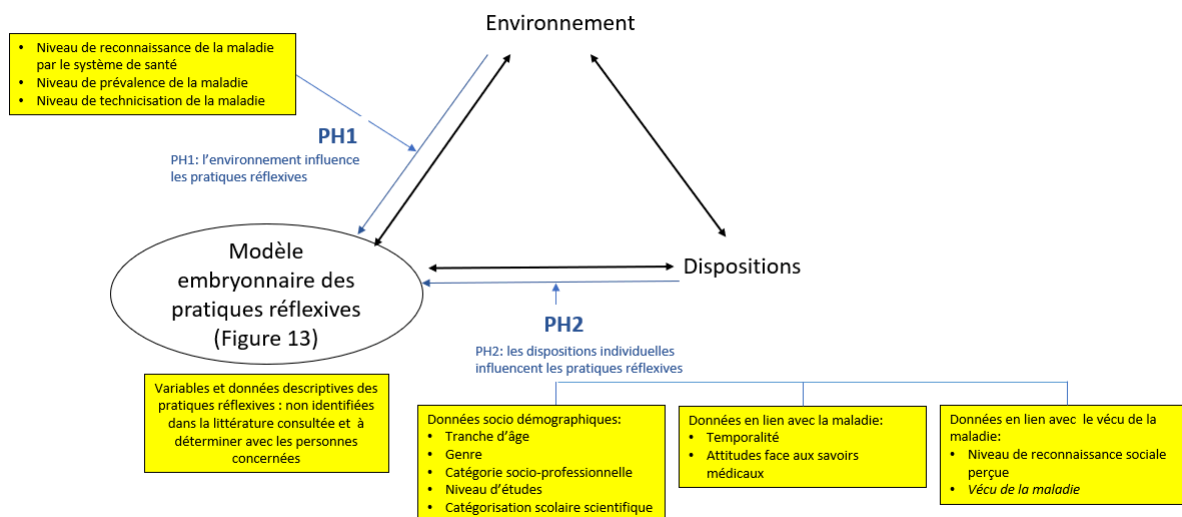 Environnement
• Niveau de reconnaissance de la maladie
par le système de santé
• Niveau de prévalence de la maladie
• Niveau de technicisation de la maladie
PH1
PH1: l'environnement influence
les pratiques réflexives
Modèle
embryonnaire des
pratiques réflexives
(Figure 13)
Dispositions
PH2
PH2: les dispositions individuelles
influencent les pratiques réflexives
Variables et données descriptives des
pratiques réflexives : non identifiées
dans la littérature consultée et à
déterminer avec les personnes
concernées
Données socio démographiques:
• Tranche d'âge
• Genre
• Catégorie socio-professionnelle
• Niveau d'études
• Catégorisation scolaire scientifique
Données en lien avec la maladie:
• Temporalité
• Attitudes face aux savoirs
médicaux
Données en lien avec le vécu de la
maladie:
• Niveau de reconnaissance sociale
perçue
• Vécu de la maladie